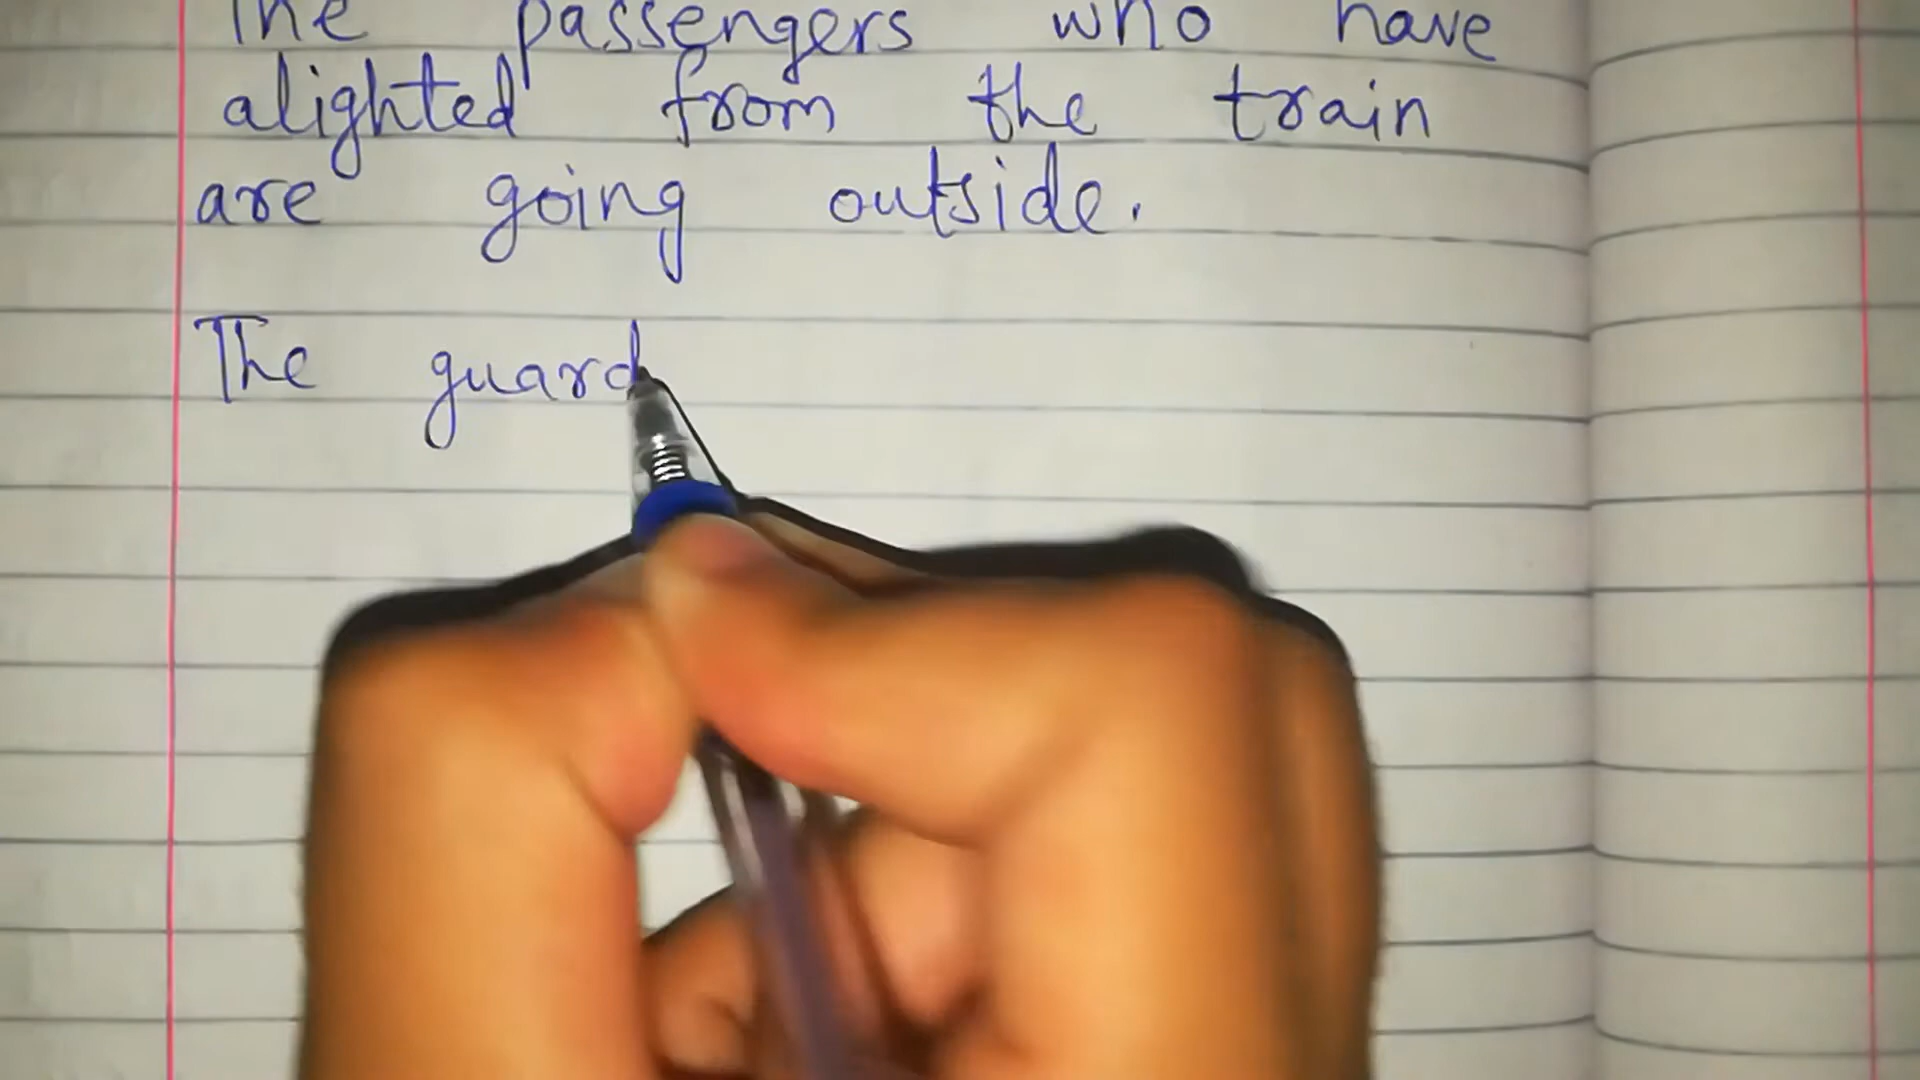 The passengers who have
alighted from the train
are going outside.
The guard